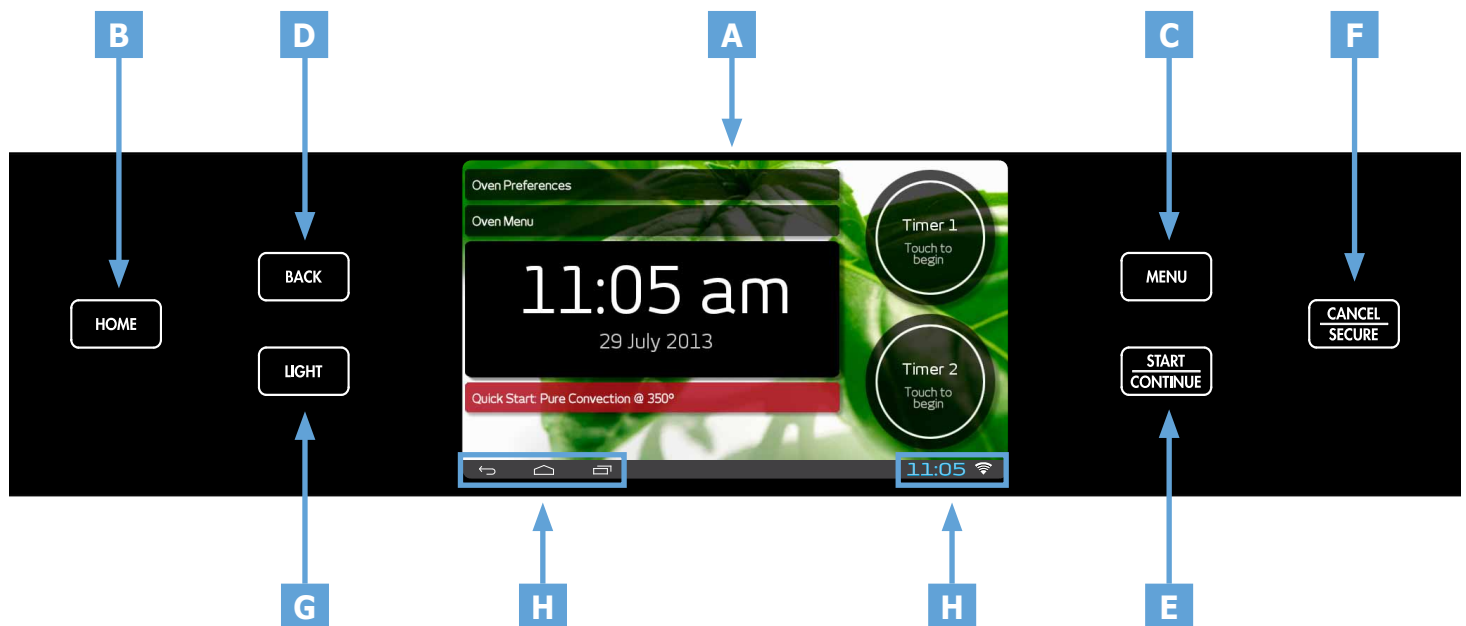 B
D
A
C
F
Oven Preferences
Oven Menu
Timer 1
Touch to
begin
BACK
MENU
11:05 am
HOME
CANCEL
SECURE
29 July 2013
LIGHT
START
CONTINUE
Timer 2
Touch to
begin
Quick Start: Pure Convection @ 350º
11:05
G
H
H
E